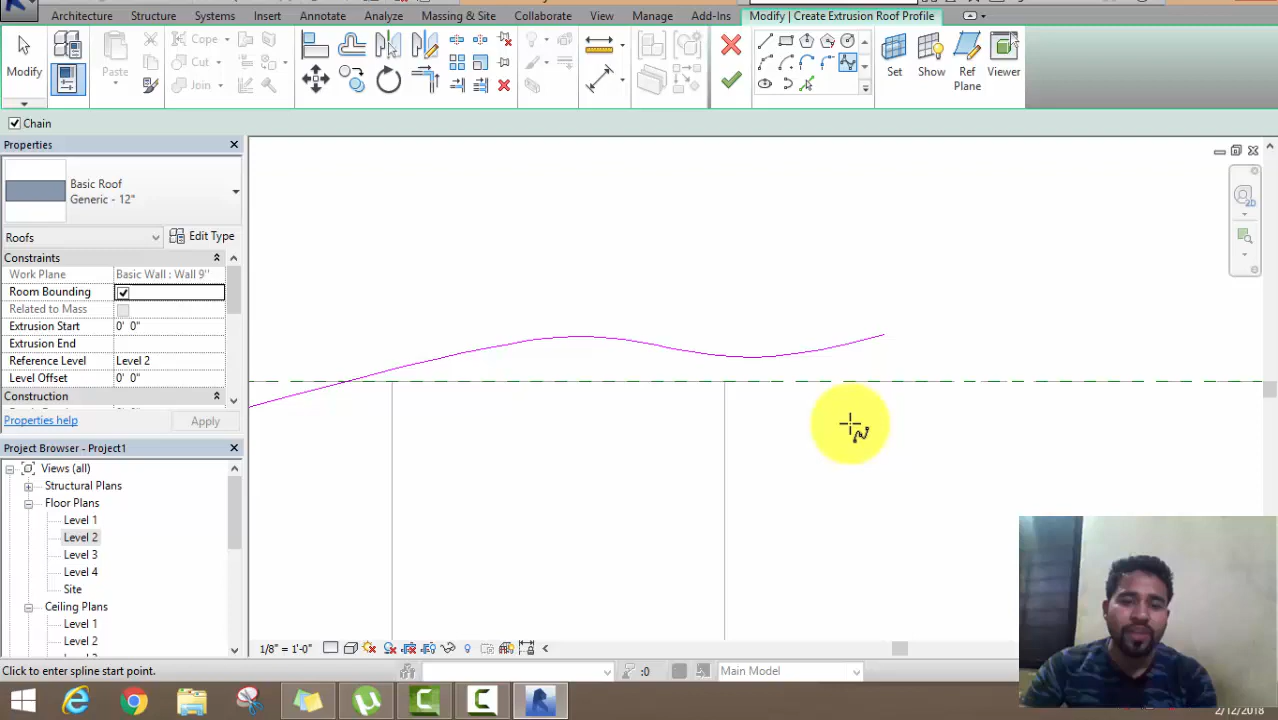 Architecture Structure Systems Insert Annotate Analyze Massing & Site Collaborate View Manage Add-Ins Modify | Create Extrusion Roof Profile
Modify
Paste
Cope
Cut
Join
Set Show Ref Plane Viewer
Chain
Properties
Basic Roof
Generic - 12"
Roofs Edit Type
Constraints
Work Plane Basic Wall : Wall 9"
Room Bounding
Related to Mass
Extrusion Start 0' 0"
Extrusion End
Reference Level Level 2
Level Offset 0' 0"
Construction
Properties help Apply
Project Browser - Project1
Views (all)
Structural Plans
Floor Plans
Level 1
Level 2
Level 3
Level 4
Site
Ceiling Plans
Level 1
Level 2
2D
1/8" = 1'-0"
Click to enter spline start point.
:0
Main Model
2/12/2018